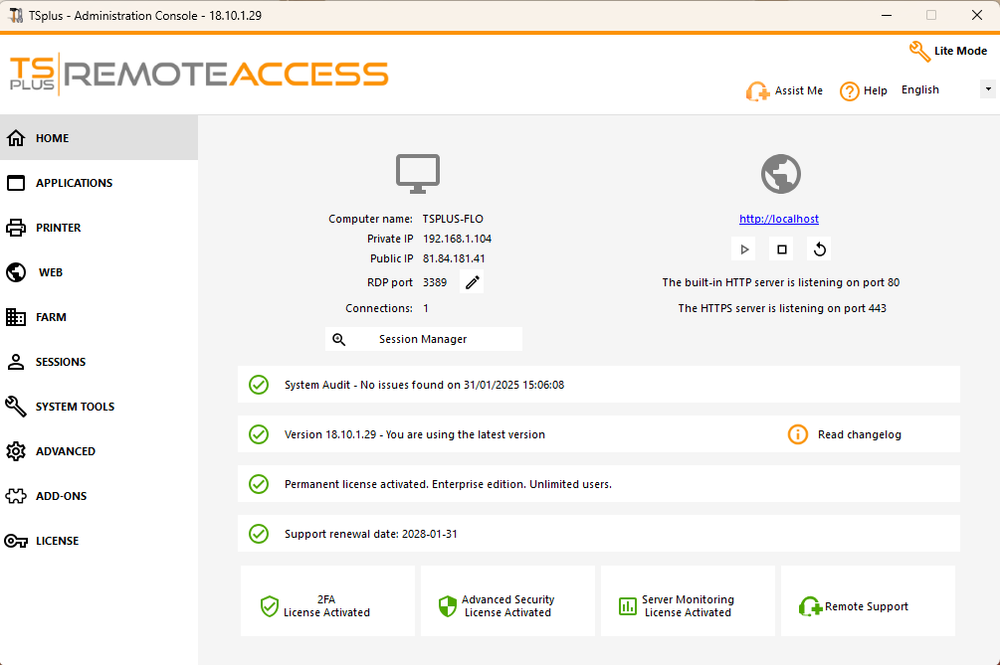 TSplus - Administration Console - 18.10.1.29
TS PLUS REMOTEACCESS
Lite Mode
Assist Me
Help
English
HOME
APPLICATIONS
PRINTER
WEB
FARM
SESSIONS
SYSTEM TOOLS
ADVANCED
ADD-ONS
LICENSE
Computer name: TSPLUS-FLO
Private IP 192.168.1.104
Public IP 81.84.181.41
RDP port 3389
Connections: 1
Session Manager
http://localhost
The built-in HTTP server is listening on port 80
The HTTPS server is listening on port 443
System Audit - No issues found on 31/01/2025 15:06:08
Version 18.10.1.29 - You are using the latest version
Read changelog
Permanent license activated. Enterprise edition. Unlimited users.
Support renewal date: 2028-01-31
2FA
License Activated
Advanced Security
License Activated
Server Monitoring
License Activated
Remote Support